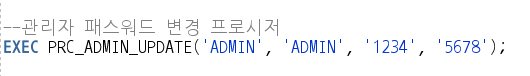 --관리자 패스워드 변경 프로시저
EXEC PRC_ADMIN_UPDATE('ADMIN', 'ADMIN', '1234', '5678');